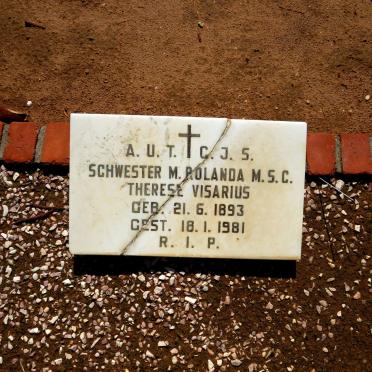 A. U. T. ✝ C. J. S.
SCHWESTER M. ROLANDA M.S.C.
THERESE VISARIUS
GEB. 21. 6. 1893
GEST. 18. 1. 1981
R. I. P.